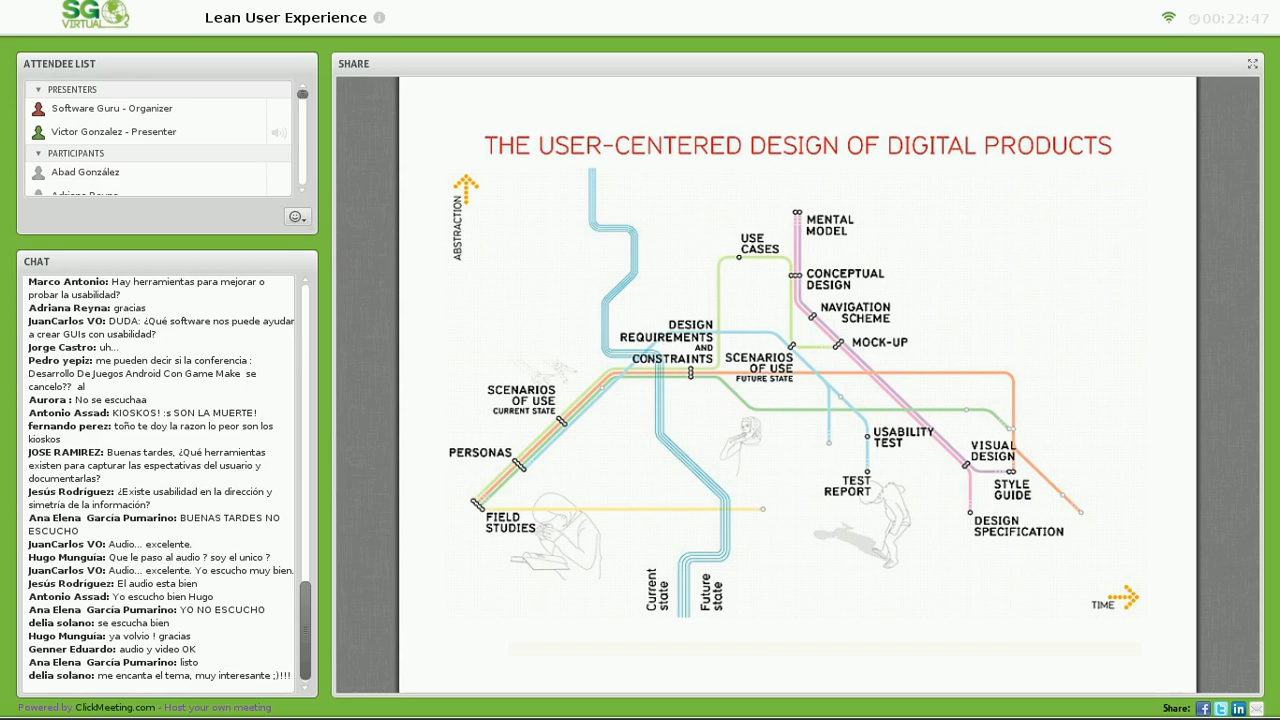 SG
VIRTUAL
Lean User Experience
00:22:47
ATTENDEE LIST
PRESENTERS
Software Guru - Organizer
Victor Gonzalez - Presenter
PARTICIPANTS
Abad González
Adriana Reyna
CHAT
Marco Antonio: Hay herramientas para mejorar o
probar la usabilidad?
Adriana Reyna: gracias
JuanCarlos VO: DUDA: ¿Qué software nos puede ayudar
a crear GUIs con usabilidad?
Jorge Castro: uh...
Pedro yepiz: me pueden decir si la conferencia :
Desarrollo De Juegos Android Con Game Make se
cancelo?? al
Aurora : No se escuchaa
Antonio Assad: KIOSKOS! :s SON LA MUERTE!
fernando perez: toño te doy la razon lo peor son los
kioskos
JOSE RAMIREZ: Buenas tardes, ¿Qué herramientas
existen para capturar las espectativas del usuario y
documentarlas?
Jesús Rodríguez: ¿Existe usabilidad en la dirección y
simetría de la información?
Ana Elena García Pumarino: BUENAS TARDES NO
ESCUCHO
JuanCarlos VO: Audio... excelente.
Hugo Munguía: Que le paso al audio ? soy el unico ?
JuanCarlos VO: Audio... excelente. Yo escucho muy bien.
Jesús Rodríguez: El audio esta bien
Antonio Assad: Yo escucho bien Hugo
Ana Elena García Pumarino: YO NO ESCUCHO
delia solano: se escucha bien
Hugo Munguía: ya volvio ! gracias
Genner Eduardo: audio y video OK
Ana Elena García Pumarino: listo
delia solano: me encanta el tema, muy interesante ;)!!!
SHARE
THE USER-CENTERED DESIGN OF DIGITAL PRODUCTS
ABSTRACTION
MENTAL
MODEL
USE
CASES
CONCEPTUAL
DESIGN
NAVIGATION
SCHEME
MOCK-UP
DESIGN
REQUIREMENTS
AND
CONSTRAINTS
SCENARIOS
OF USE
FUTURE STATE
SCENARIOS
OF USE
CURRENT STATE
PERSONAS
FIELD
STUDIES
USABILITY
TEST
TEST
REPORT
VISUAL
DESIGN
STYLE
GUIDE
DESIGN
SPECIFICATION
Current
state
Future
state
TIME
Powered by ClickMeeting.com - Host your own meeting
Share: